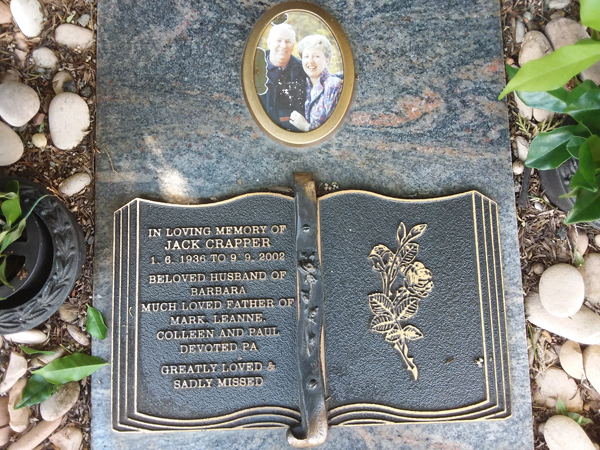 IN LOVING MEMORY OF
JACK CRAPPER
1. 6. 1936 TO 9. 9. 2002
BELOVED HUSBAND OF
BARBARA
MUCH LOVED FATHER OF
MARK, LEANNE,
COLLEEN AND PAUL
DEVOTED PA
GREATLY LOVED &
SADLY MISSED